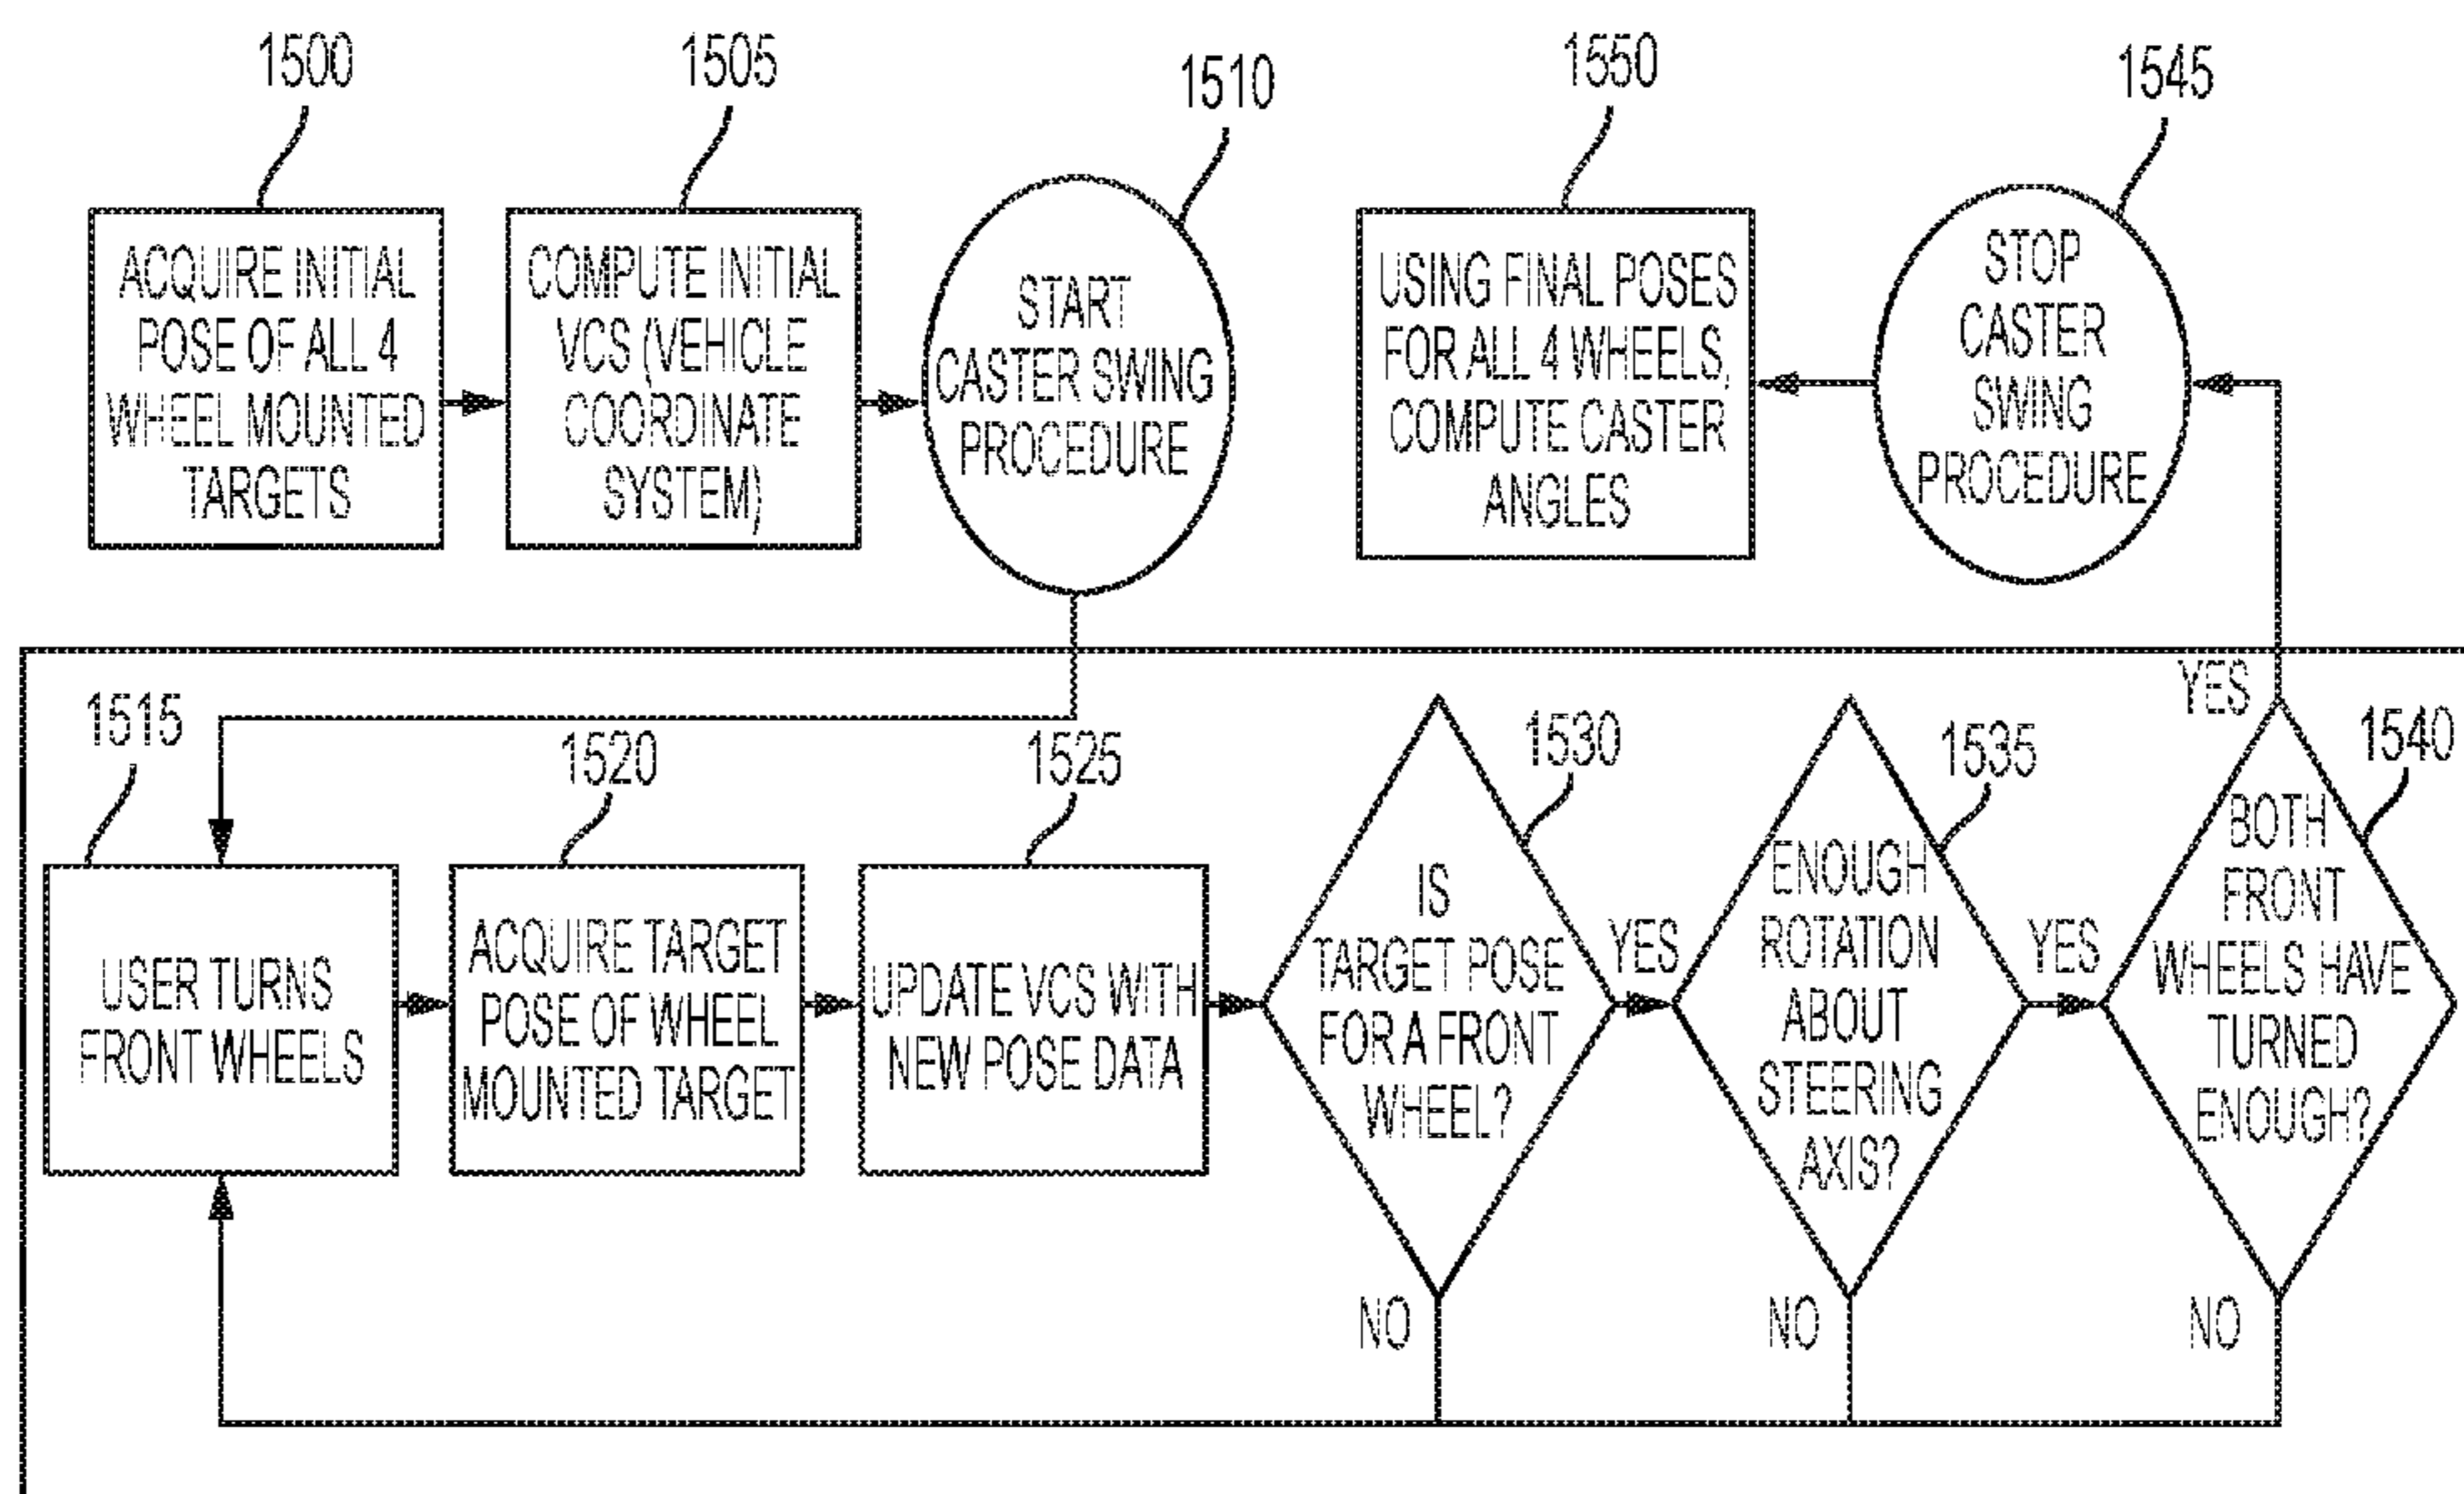 1500
1505
1510
1550
1545
ACQUIRE INITIAL
POSE OF ALL 4
WHEEL MOUNTED
TARGETS
COMPUTE INITIAL
VCS (VEHICLE
COORDINATE
SYSTEM)
START
CASTER SWING
PROCEDURE
USING FINAL POSES
FOR ALL 4 WHEELS,
COMPUTE CASTER
ANGLES
STOP
CASTER
SWING
PROCEDURE
1515
1520
1525
1530
1535
1540
USER TURNS
FRONT WHEELS
ACQUIRE TARGET
POSE OF WHEEL
MOUNTED TARGET
UPDATE VCS WITH
NEW POSE DATA
IS
TARGET POSE
FOR A FRONT
WHEEL?
YES
NO
ENOUGH
ROTATION
ABOUT
STEERING
AXIS?
YES
NO
BOTH
FRONT
WHEELS HAVE
TURNED
ENOUGH?
YES
NO